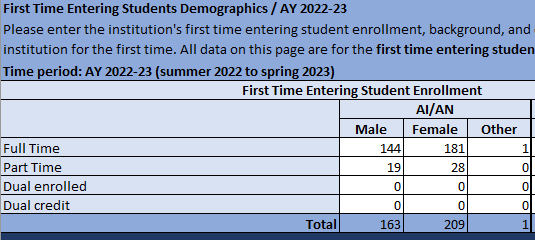 First Time Entering Students Demographics / AY 2022-23
Please enter the institution's first time entering student enrollment, background, and
institution for the first time. All data on this page are for the first time entering studen
Time period: AY 2022-23 (summer 2022 to spring 2023)
First Time Entering Student Enrollment
AI/AN
Male Female Other
Full Time 144 181 1
Part Time 19 28 0
Dual enrolled 0 0 0
Dual credit 0 0 0
Total 163 209 1